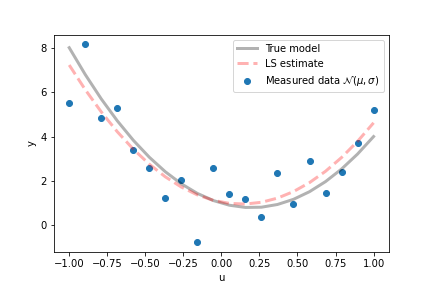 True model
LS estimate
Measured data 𝒩(μ, σ)
8
6
4
2
0
y
−1.00 −0.75 −0.50 −0.25 0.00 0.25 0.50 0.75 1.00
u